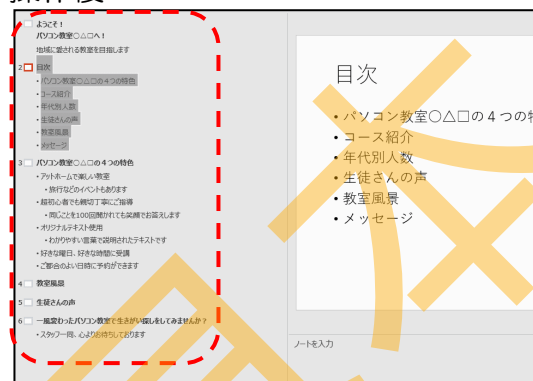 ようこそ！
パソコン教室○△□へ！
地域に愛される教室を目指します
2 目次
・パソコン教室○△□の４つの特色
・コース紹介
・年代別人数
・生徒さんの声
・教室風景
・メッセージ
3 パソコン教室○△□の4つの特色
・アットホームで楽しい教室
・旅行などのイベントもあります
・超初心者でも親切丁寧にご指導
・同じことを100回聞かれても笑顔でお答えします
・オリジナルテキスト使用
・わかりやすい言葉で説明されたテキストです
・好きな曜日、好きな時間に受講
・ご都合のよい日時に予約ができます
4 教室風景
5 生徒さんの声
6 一風変わったパソコン教室で生きがい探しをしてみませんか？
・スタッフ一同、心よりお待ちしております
目次
・パソコン教室○△□の４つの
・コース紹介
・年代別人数
・生徒さんの声
・教室風景
・メッセージ
ノートを入力